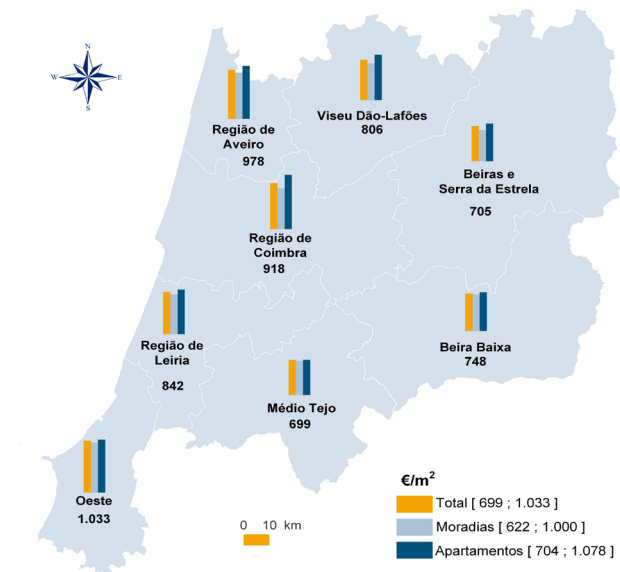 N
W E
S
Região de
Aveiro
978
Viseu Dão-Lafões
806
Beiras e
Serra da Estrela
705
Região de
Coimbra
918
Região de
Leiria
842
Beira Baixa
748
Médio Tejo
699
Oeste
1.033
0 10 km
€/m²
Total [ 699 ; 1.033 ]
Moradias [ 622 ; 1.000 ]
Apartamentos [ 704 ; 1.078 ]